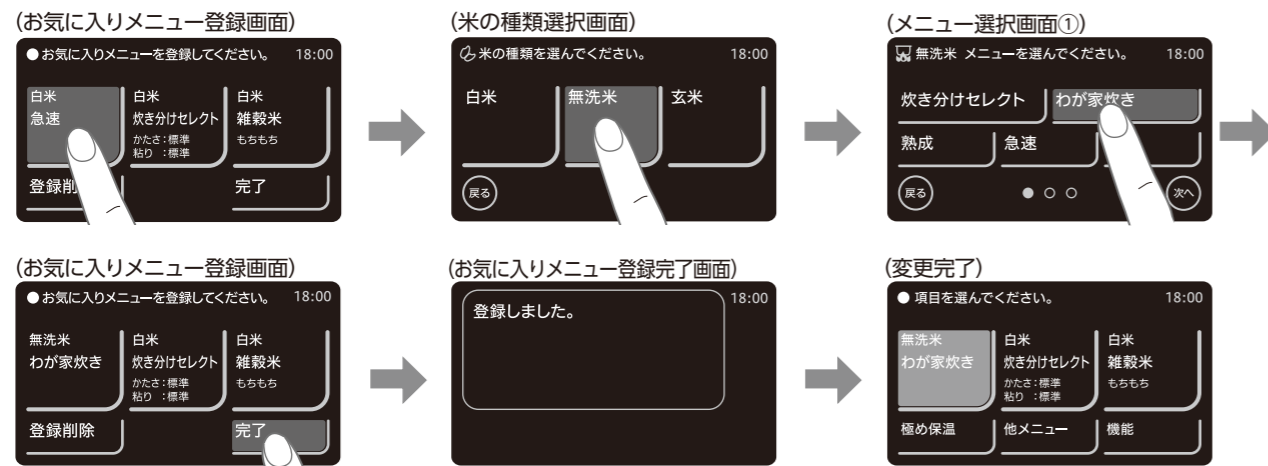 (お気に入りメニュー登録画面)
●お気に入りメニューを登録してください。 18:00
白米
急速
白米
炊き分けセレクト
かたさ:標準
粘り :標準
白米
雑穀米
もちもち
登録削
完了
(米の種類選択画面)
米の種類を選んでください。 18:00
白米
無洗米
玄米
戻る
(メニュー選択画面①)
無洗米 メニューを選んでください。 18:00
炊き分けセレクト
わが家炊き
熟成
急速
戻る
次へ
(お気に入りメニュー登録画面)
●お気に入りメニューを登録してください。 18:00
無洗米
わが家炊き
白米
炊き分けセレクト
かたさ:標準
粘り :標準
白米
雑穀米
もちもち
登録削除
完了
(お気に入りメニュー登録完了画面)
登録しました。 18:00
(変更完了)
● 項目を選んでください。 18:00
無洗米
わが家炊き
白米
炊き分けセレクト
かたさ:標準
粘り :標準
白米
雑穀米
もちもち
極め保温
他メニュー
機能